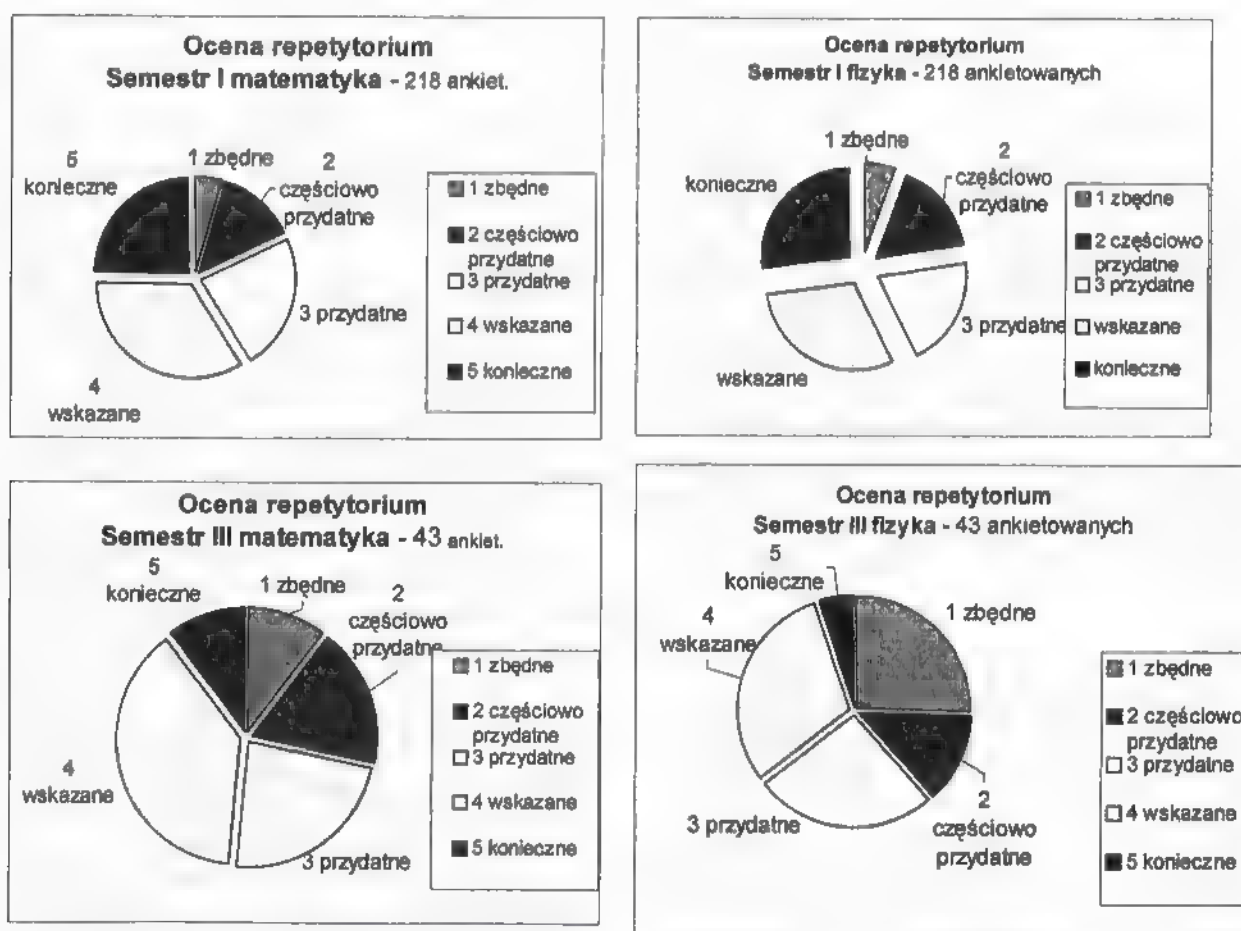 Ocena repetytorium
Semestr I matematyka - 218 ankiet.
5
konieczne
1 zbędne
2
częściowo
przydatne
3 przydatne
4
wskazane
1 zbędne
2 częściowo
przydatne
3 przydatne
4 wskazane
5 konieczne
Ocena repetytorium
Semestr I fizyka - 218 ankietowanych
konieczne
1 zbędne
2
częściowo
przydatne
3 przydatne
wskazane
1 zbędne
2 częściowo
przydatne
3 przydatne
wskazane
konieczne
Ocena repetytorium
Semestr III matematyka - 43 ankiet.
5
konieczne
1 zbędne
2
częściowo
przydatne
3 przydatne
4
wskazane
1 zbędne
2 częściowo
przydatne
3 przydatne
4 wskazane
5 konieczne
Ocena repetytorium
Semestr III fizyka - 43 ankietowanych
5
konieczne
1 zbędne
4
wskazane
3 przydatne
2
częściowo
przydatne
1 zbędne
2 częściowo
przydatne
3 przydatne
4 wskazane
5 konieczne